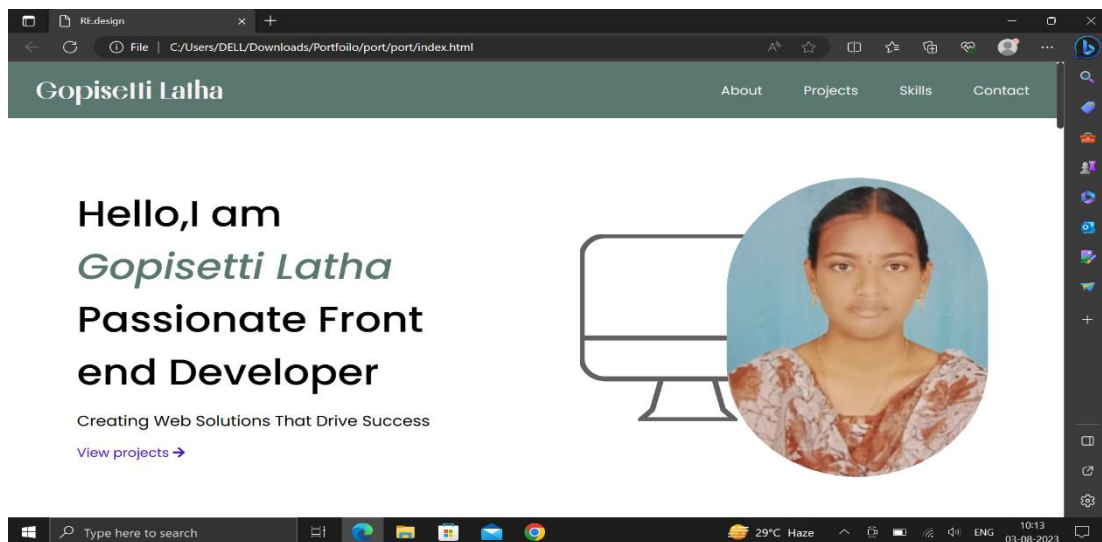 RE.design
File | C:/Users/DELL/Downloads/Portfoilo/port/port/index.html
Gopisetti Latha
About Projects Skills Contact
Hello,I am
Gopisetti Latha
Passionate Front
end Developer
Creating Web Solutions That Drive Success
View projects →
Type here to search
29°C Haze
ENG
10:13
03-08-2023